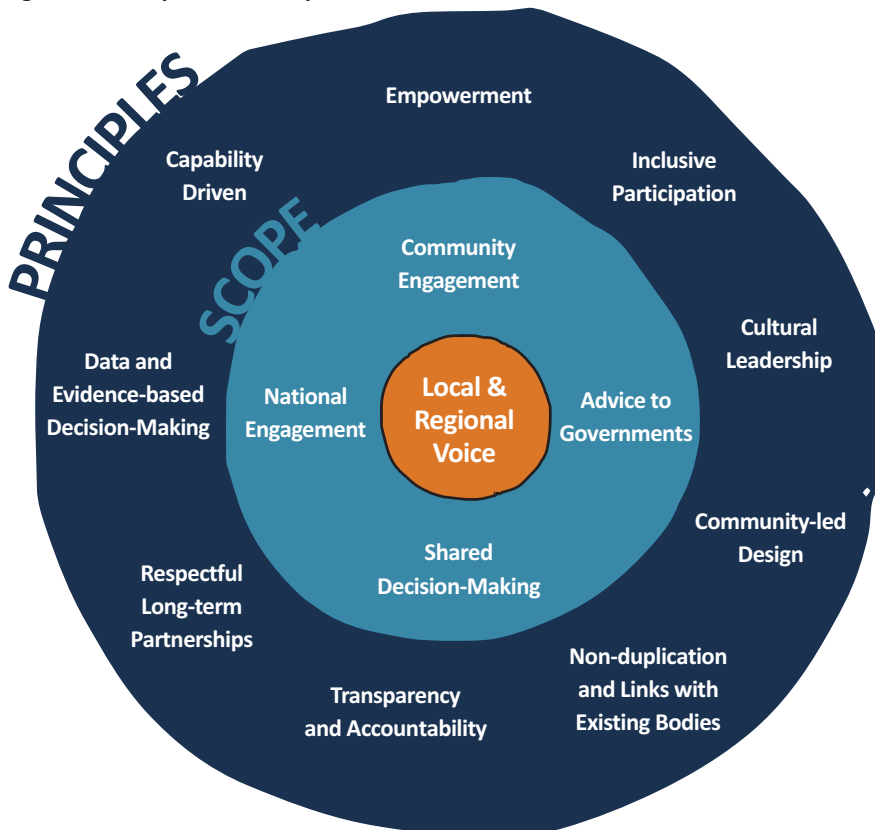 PRINCIPLES
Empowerment
Capability
Driven
Inclusive
Participation
SCOPE
Community
Engagement
Cultural
Leadership
Data and
Evidence-based
Decision-Making
National
Engagement
Local &
Regional
Voice
Advice to
Governments
Community-led
Design
Shared
Decision-Making
Respectful
Long-term
Partnerships
Non-duplication
and Links with
Existing Bodies
Transparency
and Accountability